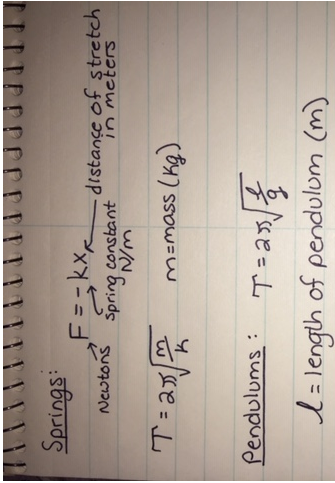 Springs:
F = -kx
Newtons
spring constant
N/m
distance of stretch
in meters
T = 2π√(m/k) m=mass (kg)
Pendulums: T = 2π√(l/g)
l = length of pendulum (m)